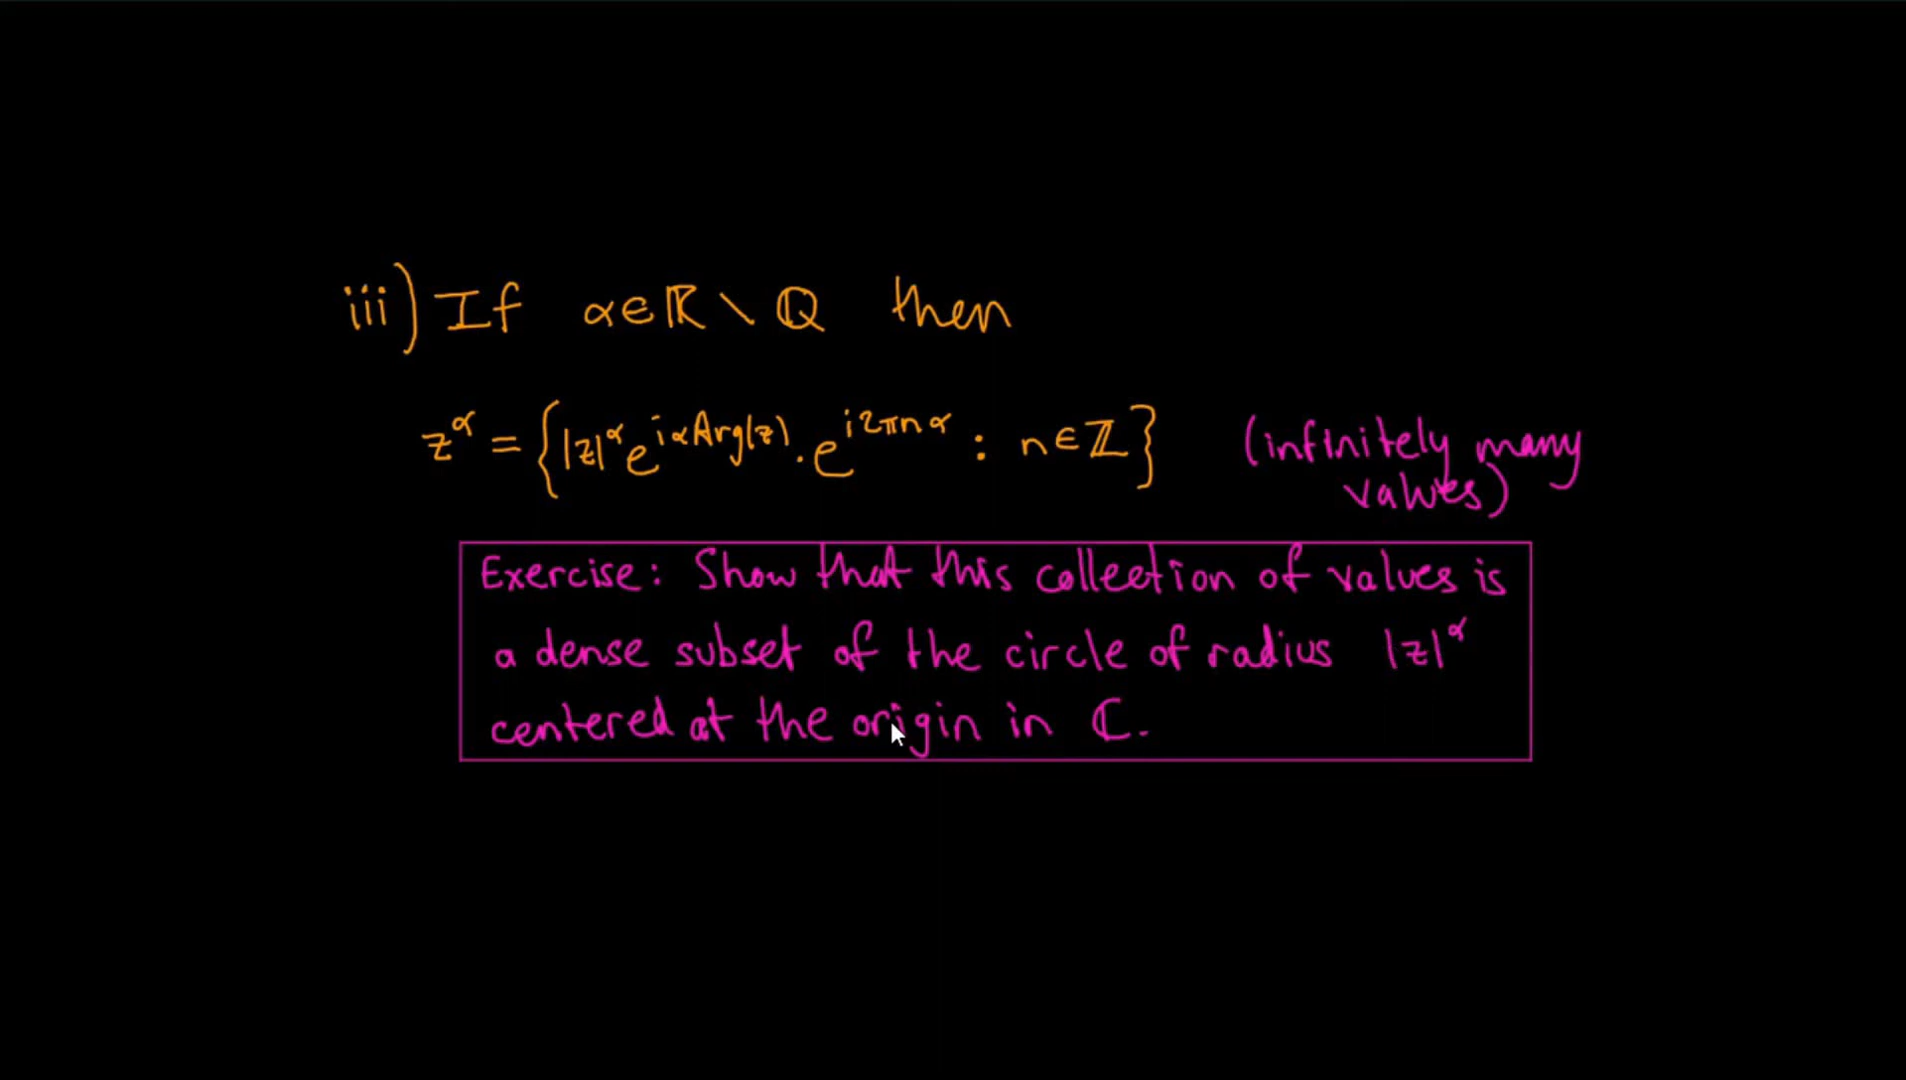 iii) If α∈ℝ \ ℚ then
z^α = {|z|^α e^{iαArg(z)} . e^{i2πnα} : n∈ℤ} (infinitely many
values)
Exercise: Show that this collection of values is
a dense subset of the circle of radius |z|^α
centered at the origin in ℂ.